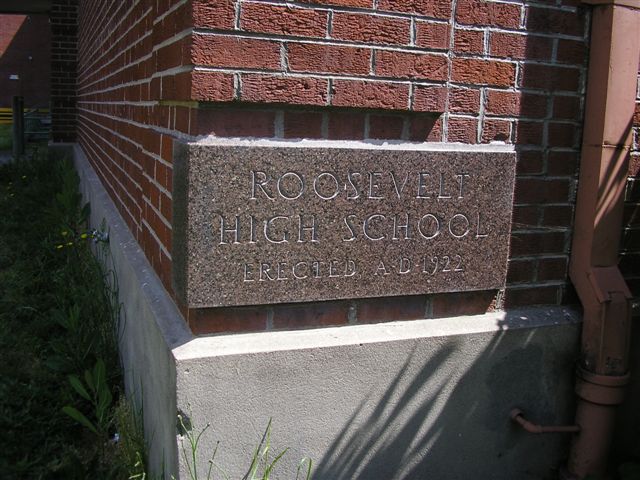 ROOSEVELT
HIGH SCHOOL
ERECTED A·D·1922